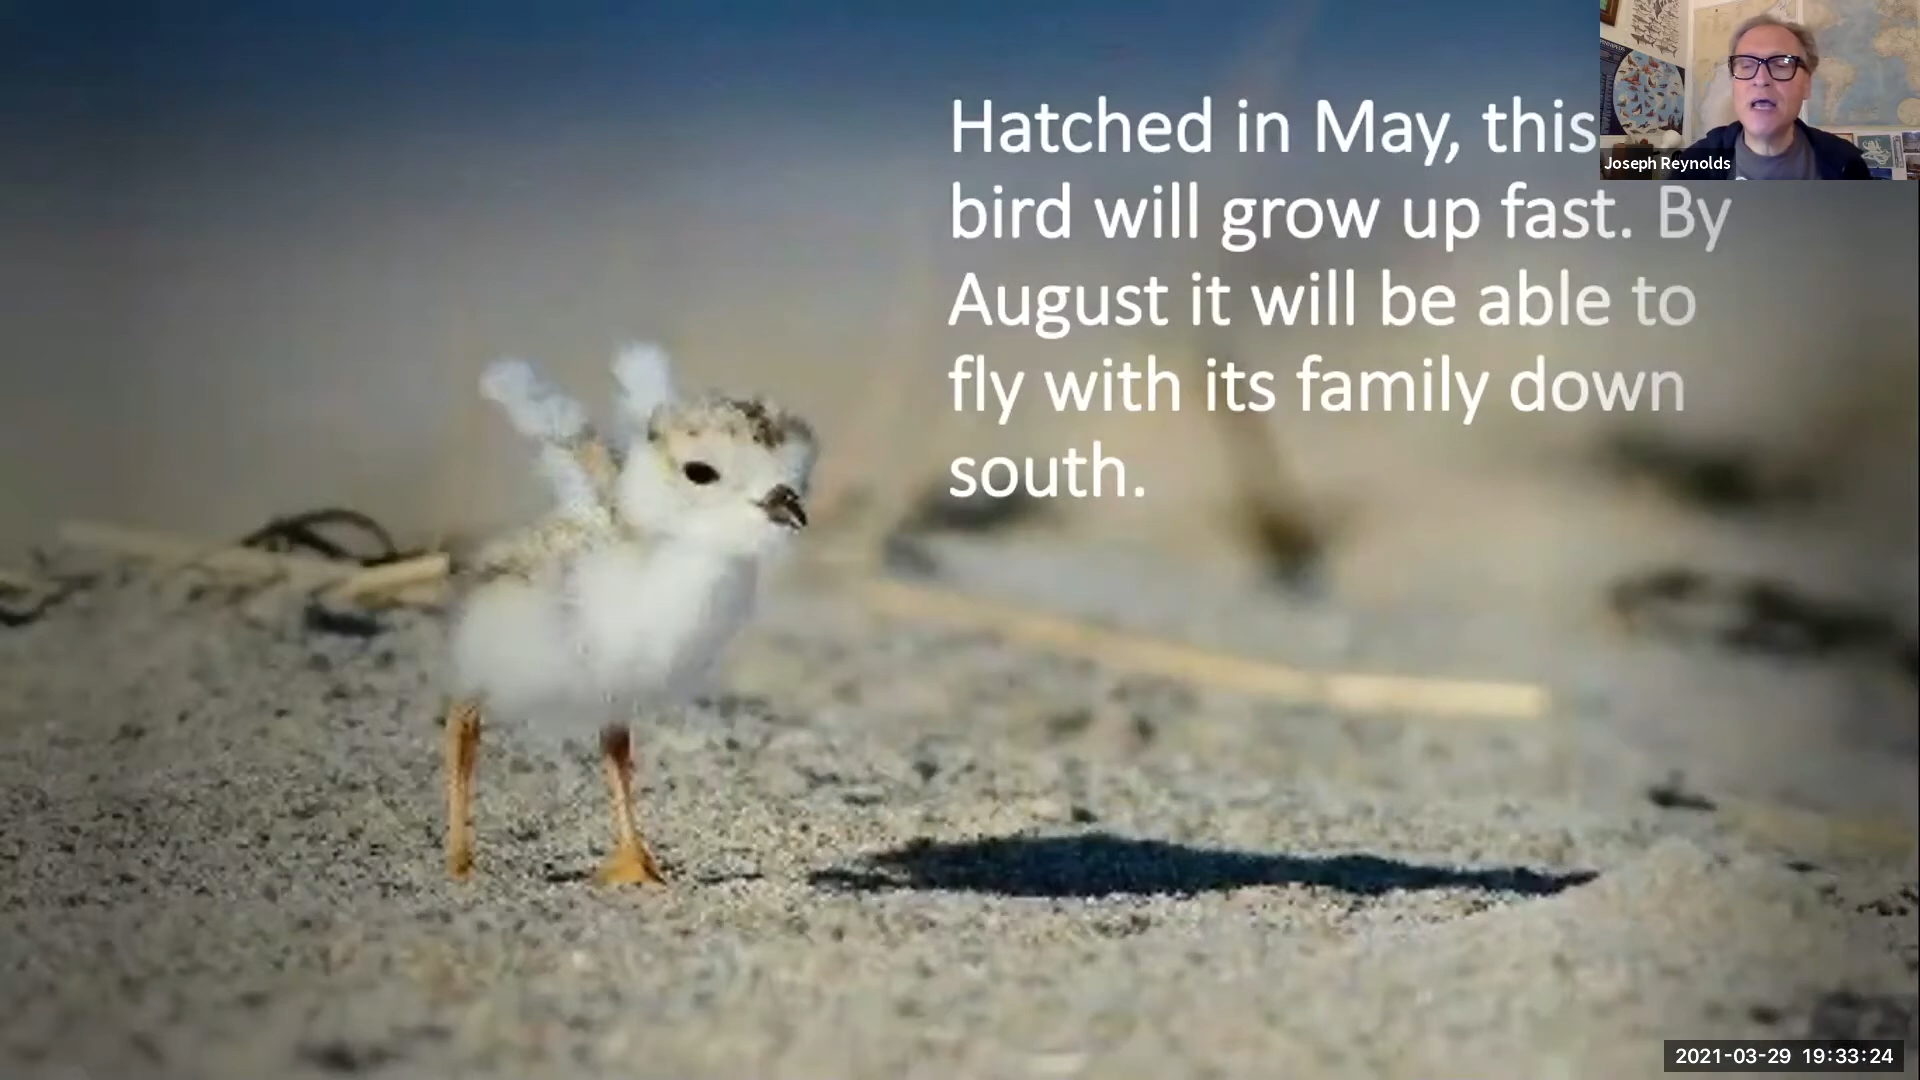 Hatched in May, this
bird will grow up fast. By
August it will be able to
fly with its family down
south.
Joseph Reynolds
2021-03-29 19:33:24